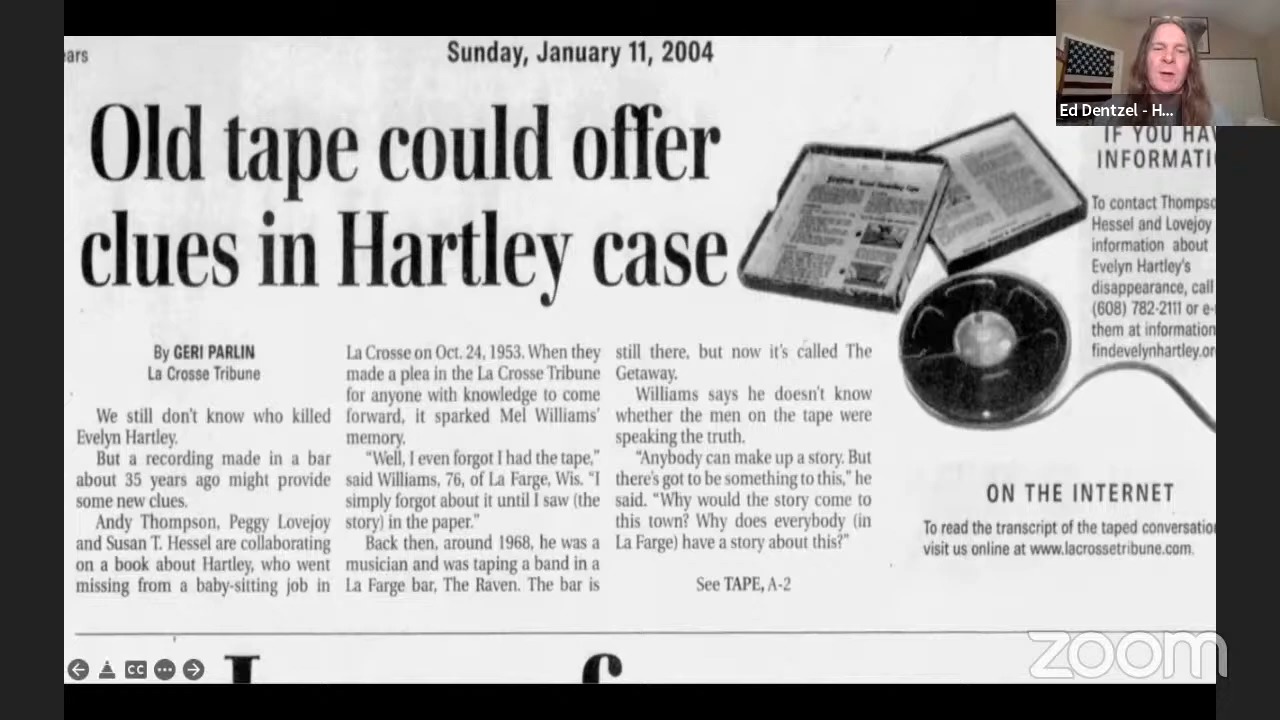 ears
Sunday, January 11, 2004
Ed Dentzel - H...
Old tape could offer
clues in Hartley case
By GERI PARLIN
La Crosse Tribune
We still don't know who killed
Evelyn Hartley.
But a recording made in a bar
about 35 years ago might provide
some new clues.
Andy Thompson, Peggy Lovejoy
and Susan T. Hessel are collaborating
on a book about Hartley, who went
missing from a baby-sitting job in
La Crosse on Oct. 24, 1953. When they
made a plea in the La Crosse Tribune
for anyone with knowledge to come
forward, it sparked Mel Williams'
memory.
"Well, I even forgot I had the tape,"
said Williams, 76, of La Farge, Wis. "I
simply forgot about it until I saw (the
story) in the paper."
Back then, around 1968, he was a
musician and was taping a band in a
La Farge bar, The Raven. The bar is
still there, but now it's called The
Getaway.
Williams says he doesn't know
whether the men on the tape were
speaking the truth.
"Anybody can make up a story. But
there's got to be something to this," he
said. "Why would the story come to
this town? Why does everybody (in
La Farge) have a story about this?"
See TAPE, A-2
IF YOU HAV
INFORMATI
To contact Thompso
Hessel and Lovejoy
information about
Evelyn Hartley's
disappearance, call
(608) 782-2111 or e-
them at information
findevelynhartley.or
ON THE INTERNET
To read the transcript of the taped conversatio
visit us online at www.lacrossetribune.com.
CC
zoom